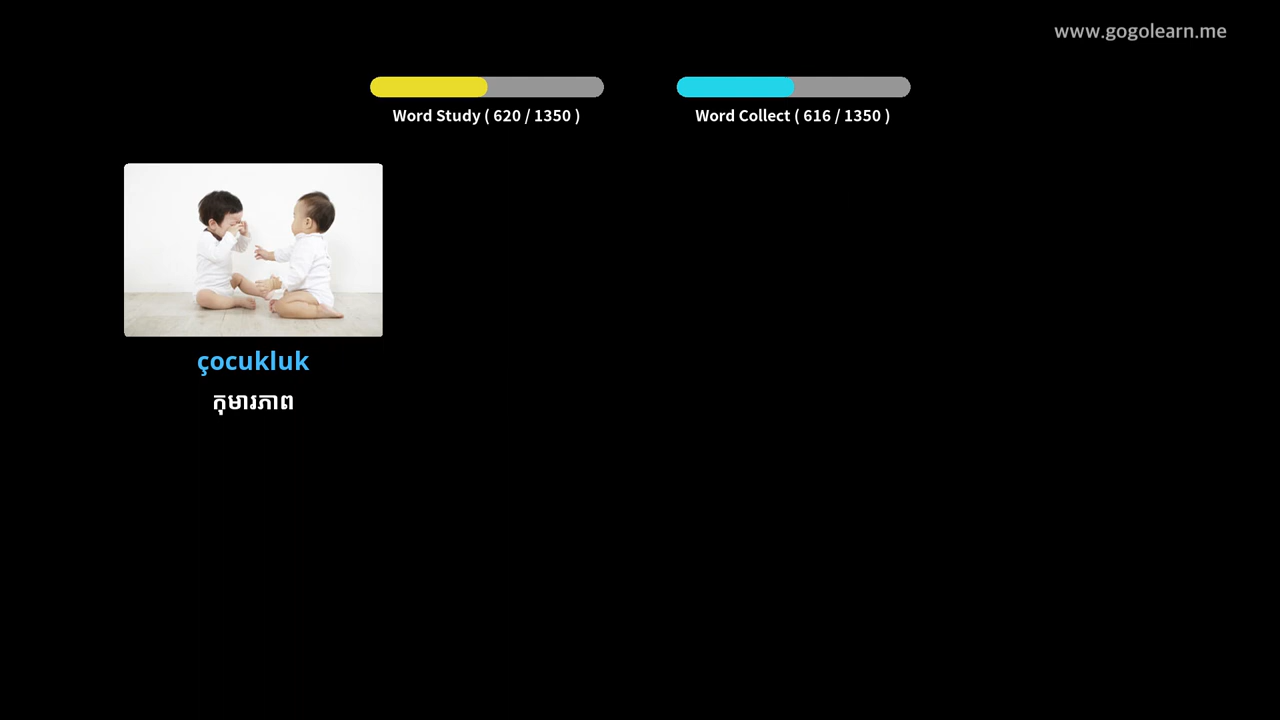 www.gogolearn.me
Word Study ( 620 / 1350 )
Word Collect ( 616 / 1350 )
çocukluk
កុមារភាព